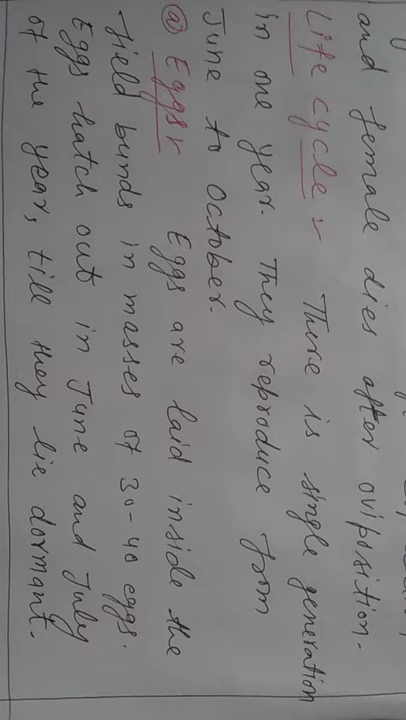 and female dies after oviposition.
Life cycle :- There is single generation
in one year. They reproduce from
June to October.
(a) Eggs :- Eggs are laid inside the
field bunds in masses of 30-40 eggs.
Eggs hatch out in June and July
of the year, till they lie dormant.